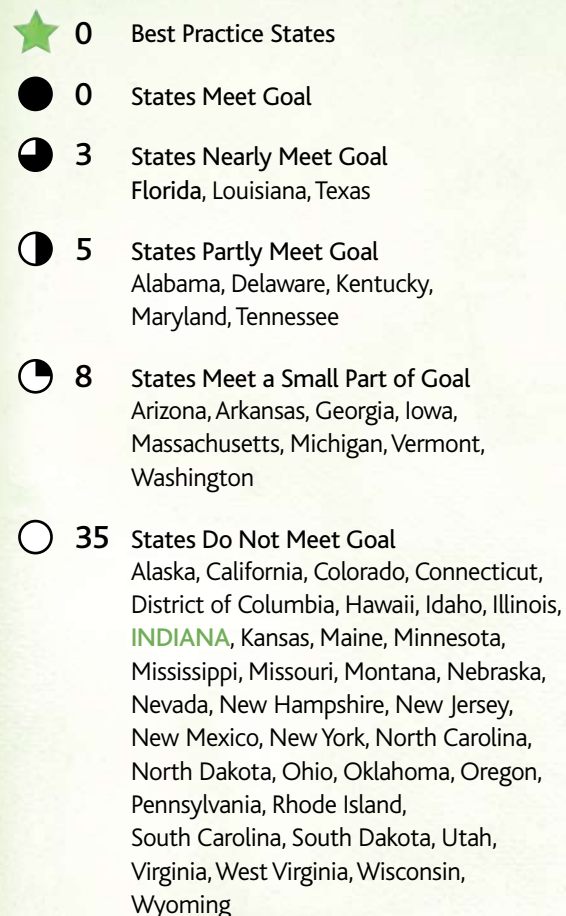 0 Best Practice States
0 States Meet Goal
3 States Nearly Meet Goal
Florida, Louisiana, Texas
5 States Partly Meet Goal
Alabama, Delaware, Kentucky,
Maryland, Tennessee
8 States Meet a Small Part of Goal
Arizona, Arkansas, Georgia, Iowa,
Massachusetts, Michigan, Vermont,
Washington
35 States Do Not Meet Goal
Alaska, California, Colorado, Connecticut,
District of Columbia, Hawaii, Idaho, Illinois,
INDIANA, Kansas, Maine, Minnesota,
Mississippi, Missouri, Montana, Nebraska,
Nevada, New Hampshire, New Jersey,
New Mexico, New York, North Carolina,
North Dakota, Ohio, Oklahoma, Oregon,
Pennsylvania, Rhode Island,
South Carolina, South Dakota, Utah,
Virginia, West Virginia, Wisconsin,
Wyoming